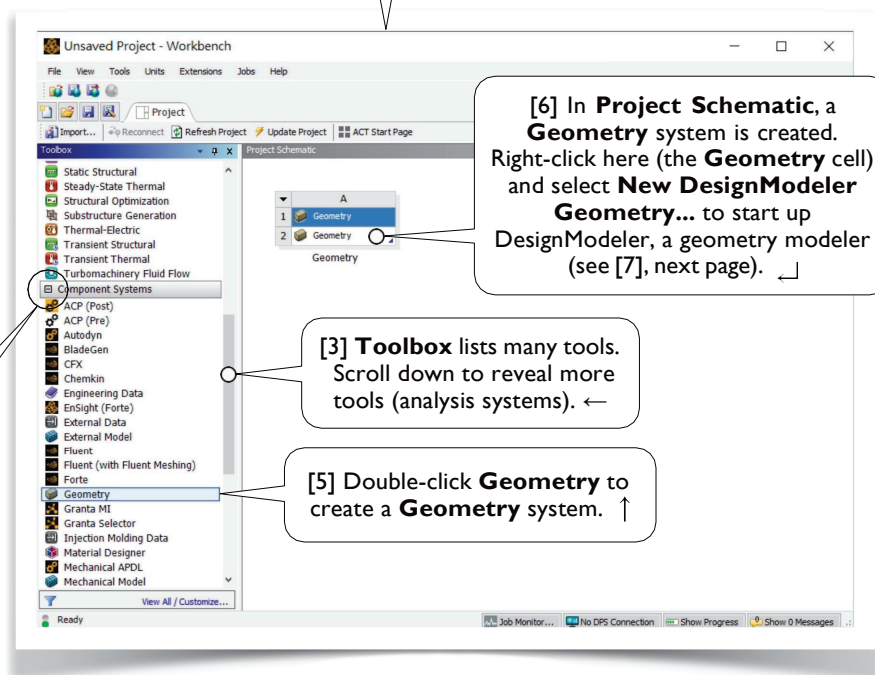 Unsaved Project - Workbench
File View Tools Units Extensions Jobs Help
Project
Import... Reconnect Refresh Project Update Project ACT Start Page
Toolbox
Project Schematic
Static Structural
Steady-State Thermal
Structural Optimization
Substructure Generation
Thermal-Electric
Transient Structural
Transient Thermal
Turbomachinery Fluid Flow
Component Systems
ACP (Post)
ACP (Pre)
Autodyn
BladeGen
CFX
Chemkin
Engineering Data
EnSight (Forte)
External Data
External Model
Fluent
Fluent (with Fluent Meshing)
Forte
Geometry
Granta MI
Granta Selector
Injection Molding Data
Material Designer
Mechanical APDL
Mechanical Model
View All / Customize...
A
1 Geometry
2 Geometry
Geometry
[6] In Project Schematic, a
Geometry system is created.
Right-click here (the Geometry cell)
and select New DesignModeler
Geometry... to start up
DesignModeler, a geometry modeler
(see [7], next page). ↵
[3] Toolbox lists many tools.
Scroll down to reveal more
tools (analysis systems). ←
[5] Double-click Geometry to
create a Geometry system. ↑
Ready
Job Monitor... No DPS Connection Show Progress Show 0 Messages